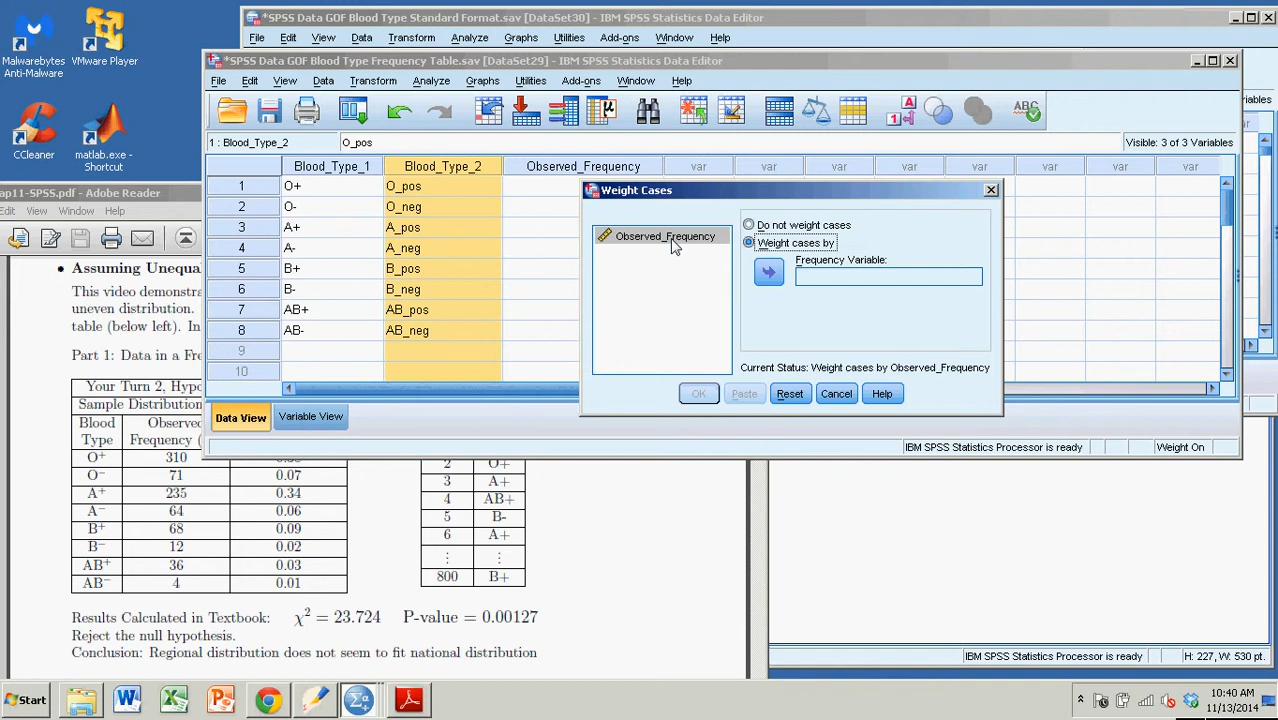 Malwarebytes
Anti-Malware
VMware Player
CCleaner
matlab.exe -
Shortcut
*SPSS Data GOF Blood Type Standard Format.sav [DataSet30] - IBM SPSS Statistics Data Editor
File Edit View Data Transform Analyze Graphs Utilities Add-ons Window Help
*SPSS Data GOF Blood Type Frequency Table.sav [DataSet29] - IBM SPSS Statistics Data Editor
File Edit View Data Transform Analyze Graphs Utilities Add-ons Window Help
ABC
1 : Blood_Type_2 O_pos Visible: 3 of 3 Variables
Blood_Type_1 Blood_Type_2 Observed_Frequency var var var var var var var var
1 O+ O_pos
2 O- O_neg
3 A+ A_pos
4 A- A_neg
5 B+ B_pos
6 B- B_neg
7 AB+ AB_pos
8 AB- AB_neg
9
10
Weight Cases
Observed_Frequency
Do not weight cases
Weight cases by
Frequency Variable:
Current Status: Weight cases by Observed_Frequency
OK Paste Reset Cancel Help
Data View Variable View
IBM SPSS Statistics Processor is ready Weight On
ap11-SPSS.pdf - Adobe Reader
Edit View Window Help
• Assuming Unequa
This video demonstra
uneven distribution.
table (below left). In
Part 1: Data in a Fre
Your Turn 2, Hypo
Sample Distribution
Blood Obser
Type Frequency (
O+ 310
O− 71 0.07
A+ 235 0.34
A− 64 0.06
B+ 68 0.09
B− 12 0.02
AB+ 36 0.03
AB− 4 0.01
2 O+
3 A+
4 AB+
5 B-
6 A+
⋮ ⋮
800 B+
Results Calculated in Textbook: χ² = 23.724 P-value = 0.00127
Reject the null hypothesis.
Conclusion: Regional distribution does not seem to fit national distribution
IBM SPSS Statistics Processor is ready H: 227, W: 530 pt.
Start
10:40 AM
11/13/2014